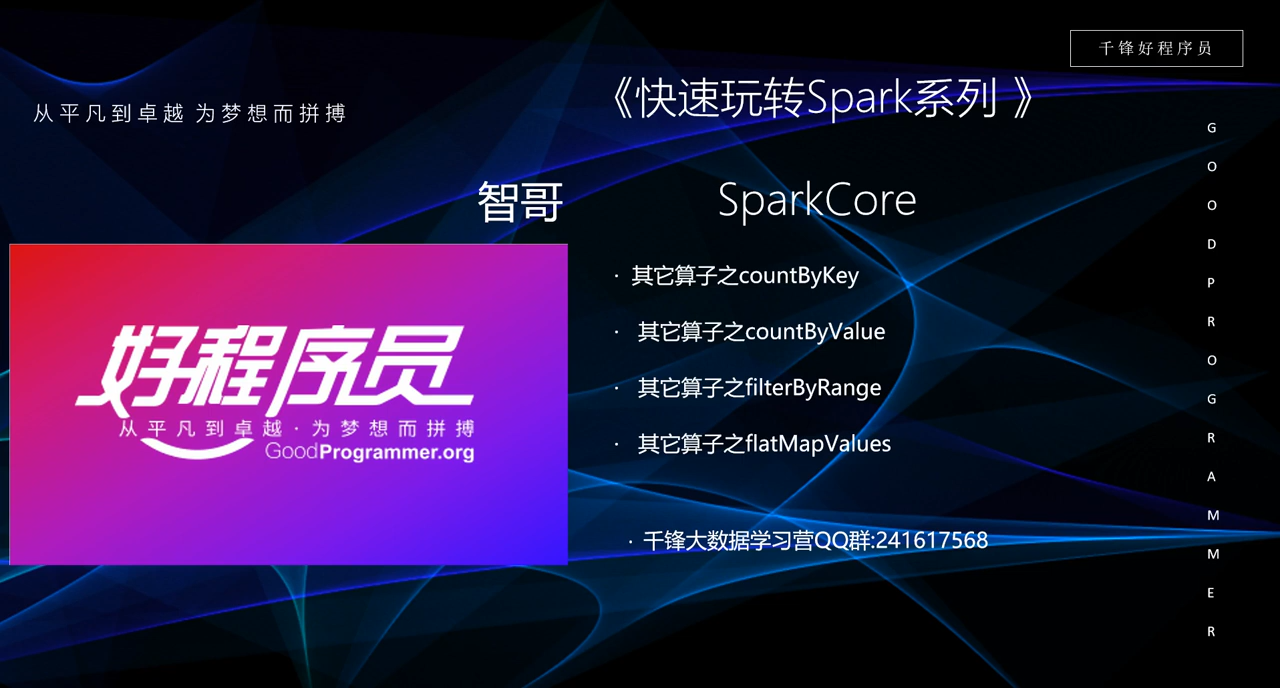 千锋好程序员
从平凡到卓越 为梦想而拼搏
《快速玩转Spark系列 》
智哥
SparkCore
· 其它算子之countByKey
· 其它算子之countByValue
· 其它算子之filterByRange
· 其它算子之flatMapValues
· 千锋大数据学习营QQ群:241617568
好程序员
从平凡到卓越·为梦想而拼搏
GoodProgrammer.org
GOODPROGRAMMER